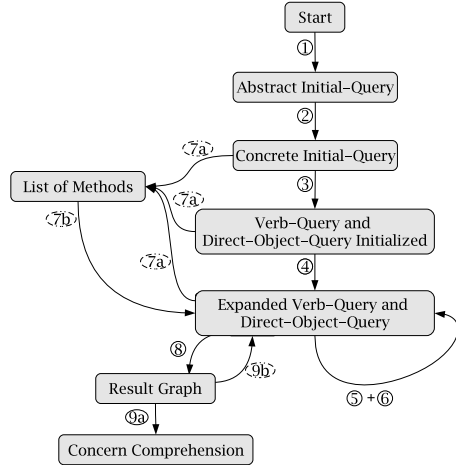 Start
①
Abstract Initial–Query
②
Concrete Initial–Query
7a
③
List of Methods
7a
7b
Verb–Query and
Direct–Object–Query Initialized
7a
④
Expanded Verb–Query and
Direct–Object–Query
⑧
9b
Result Graph
⑤ + ⑥
9a
Concern Comprehension